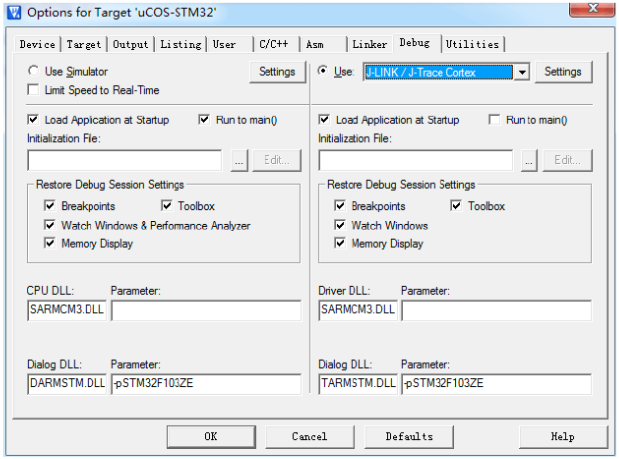 Options for Target 'uCOS-STM32'
Device Target Output Listing User C/C++ Asm Linker Debug Utilities
Use Simulator Settings Use: J-LINK / J-Trace Cortex Settings
Limit Speed to Real-Time
Load Application at Startup Run to main() Load Application at Startup Run to main()
Initialization File: Initialization File:
... Edit... ... Edit...
Restore Debug Session Settings Restore Debug Session Settings
Breakpoints Toolbox Breakpoints Toolbox
Watch Windows & Performance Analyzer Watch Windows
Memory Display Memory Display
CPU DLL: Parameter: Driver DLL: Parameter:
SARMCM3.DLL SARMCM3.DLL
Dialog DLL: Parameter: Dialog DLL: Parameter:
DARMSTM.DLL -pSTM32F103ZE TARMSTM.DLL -pSTM32F103ZE
OK Cancel Defaults Help